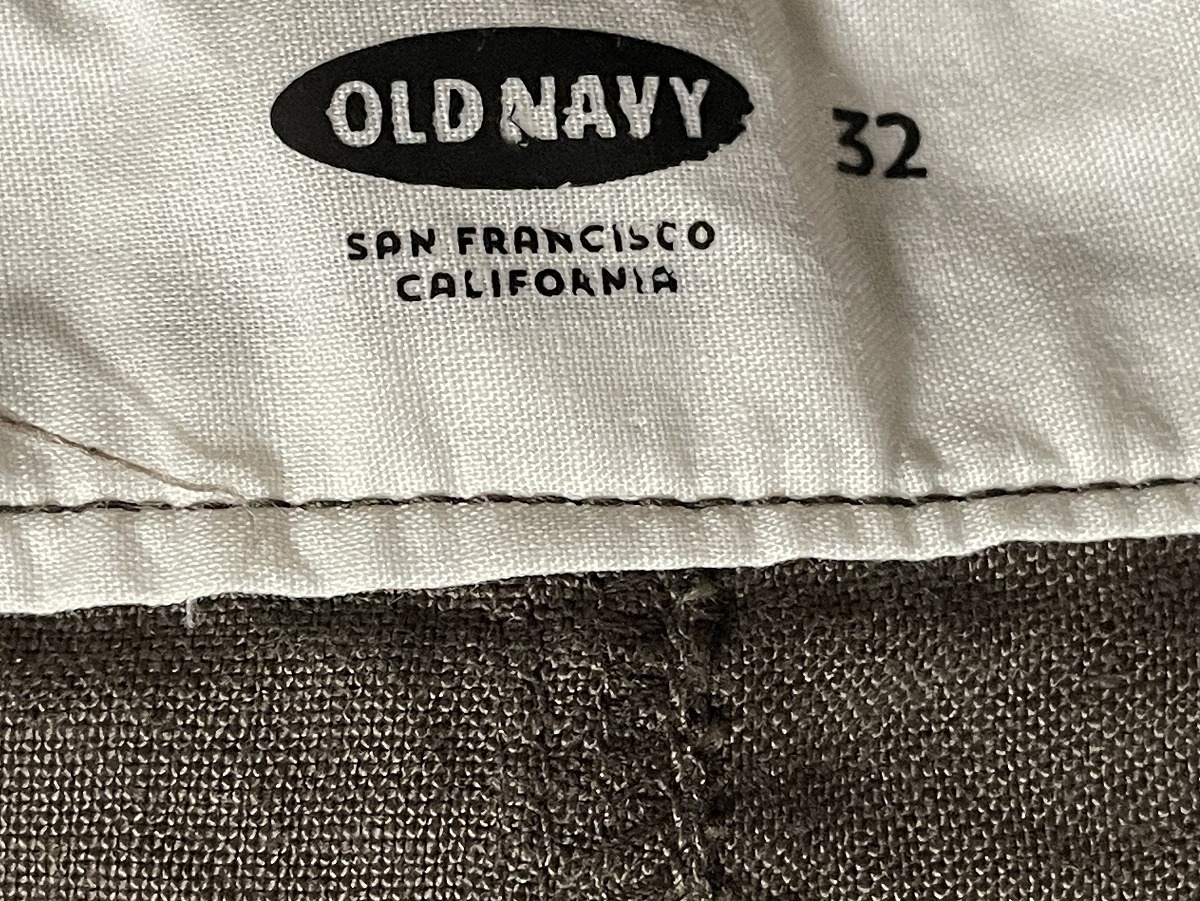 OLD NAVY
32
SAN FRANCISCO
CALIFORNIA